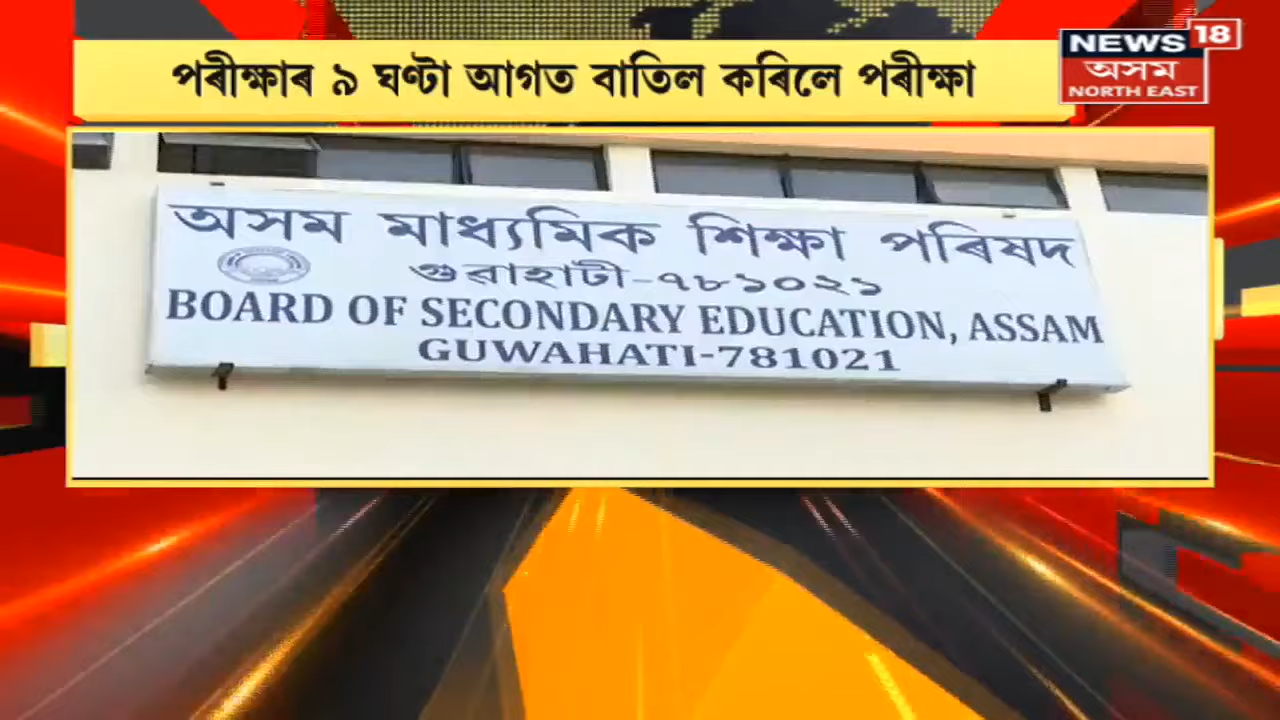 পৰীক্ষাৰ ৯ ঘণ্টা আগত বাতিল কৰিলে পৰীক্ষা
NEWS 18
অসম
NORTH EAST
অসম মাধ্যমিক শিক্ষা পৰিষদ
গুৱাহাটী-৭৮১০২১
BOARD OF SECONDARY EDUCATION, ASSAM
GUWAHATI-781021